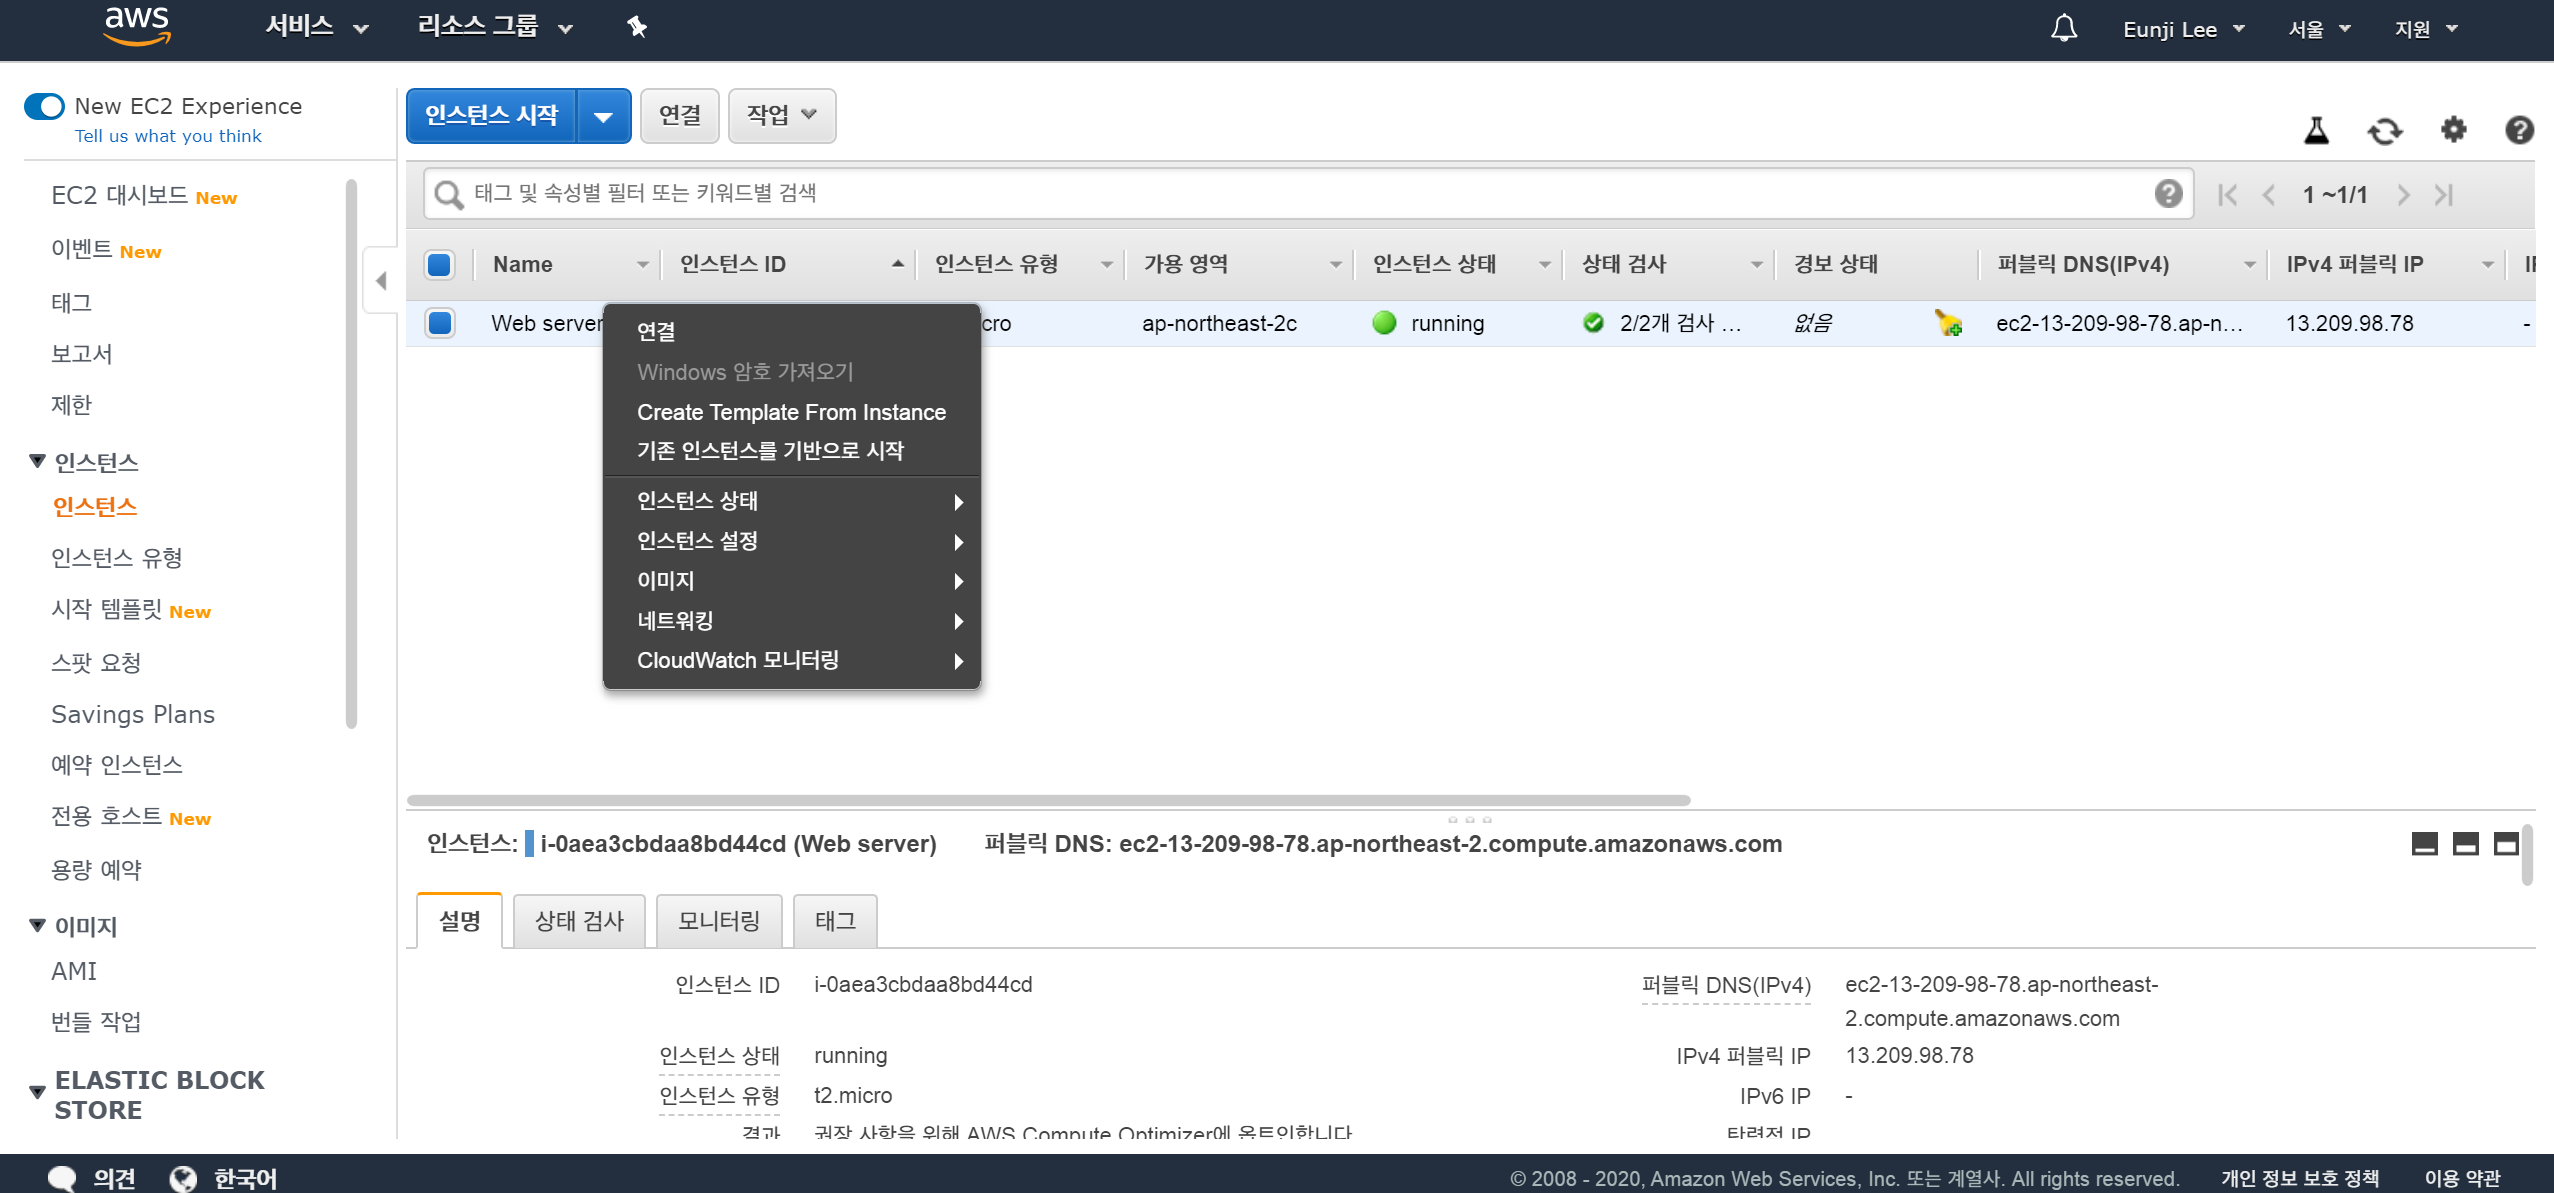 aws
서비스
리소스 그룹
Eunji Lee
서울
지원
New EC2 Experience
Tell us what you think
EC2 대시보드 New
이벤트 New
태그
보고서
제한
인스턴스
인스턴스
인스턴스 유형
시작 템플릿 New
스팟 요청
Savings Plans
예약 인스턴스
전용 호스트 New
용량 예약
이미지
AMI
번들 작업
ELASTIC BLOCK
STORE
인스턴스 시작
연결
작업
태그 및 속성별 필터 또는 키워드별 검색
1 ~1/1
Name
인스턴스 ID
인스턴스 유형
가용 영역
인스턴스 상태
상태 검사
경보 상태
퍼블릭 DNS(IPv4)
IPv4 퍼블릭 IP
Web server
cro
ap-northeast-2c
running
2/2개 검사 ...
없음
ec2-13-209-98-78.ap-n...
13.209.98.78
-
연결
Windows 암호 가져오기
Create Template From Instance
기존 인스턴스를 기반으로 시작
인스턴스 상태
인스턴스 설정
이미지
네트워킹
CloudWatch 모니터링
인스턴스: i-0aea3cbdaa8bd44cd (Web server)
퍼블릭 DNS: ec2-13-209-98-78.ap-northeast-2.compute.amazonaws.com
설명
상태 검사
모니터링
태그
인스턴스 ID i-0aea3cbdaa8bd44cd
퍼블릭 DNS(IPv4) ec2-13-209-98-78.ap-northeast-
2.compute.amazonaws.com
인스턴스 상태 running
IPv4 퍼블릭 IP 13.209.98.78
인스턴스 유형 t2.micro
IPv6 IP -
결과 권장 사항을 위해 AWS Compute Optimizer에 옵트인합니다
탄력적 IP
의견
한국어
© 2008 - 2020, Amazon Web Services, Inc. 또는 계열사. All rights reserved.
개인 정보 보호 정책
이용 약관